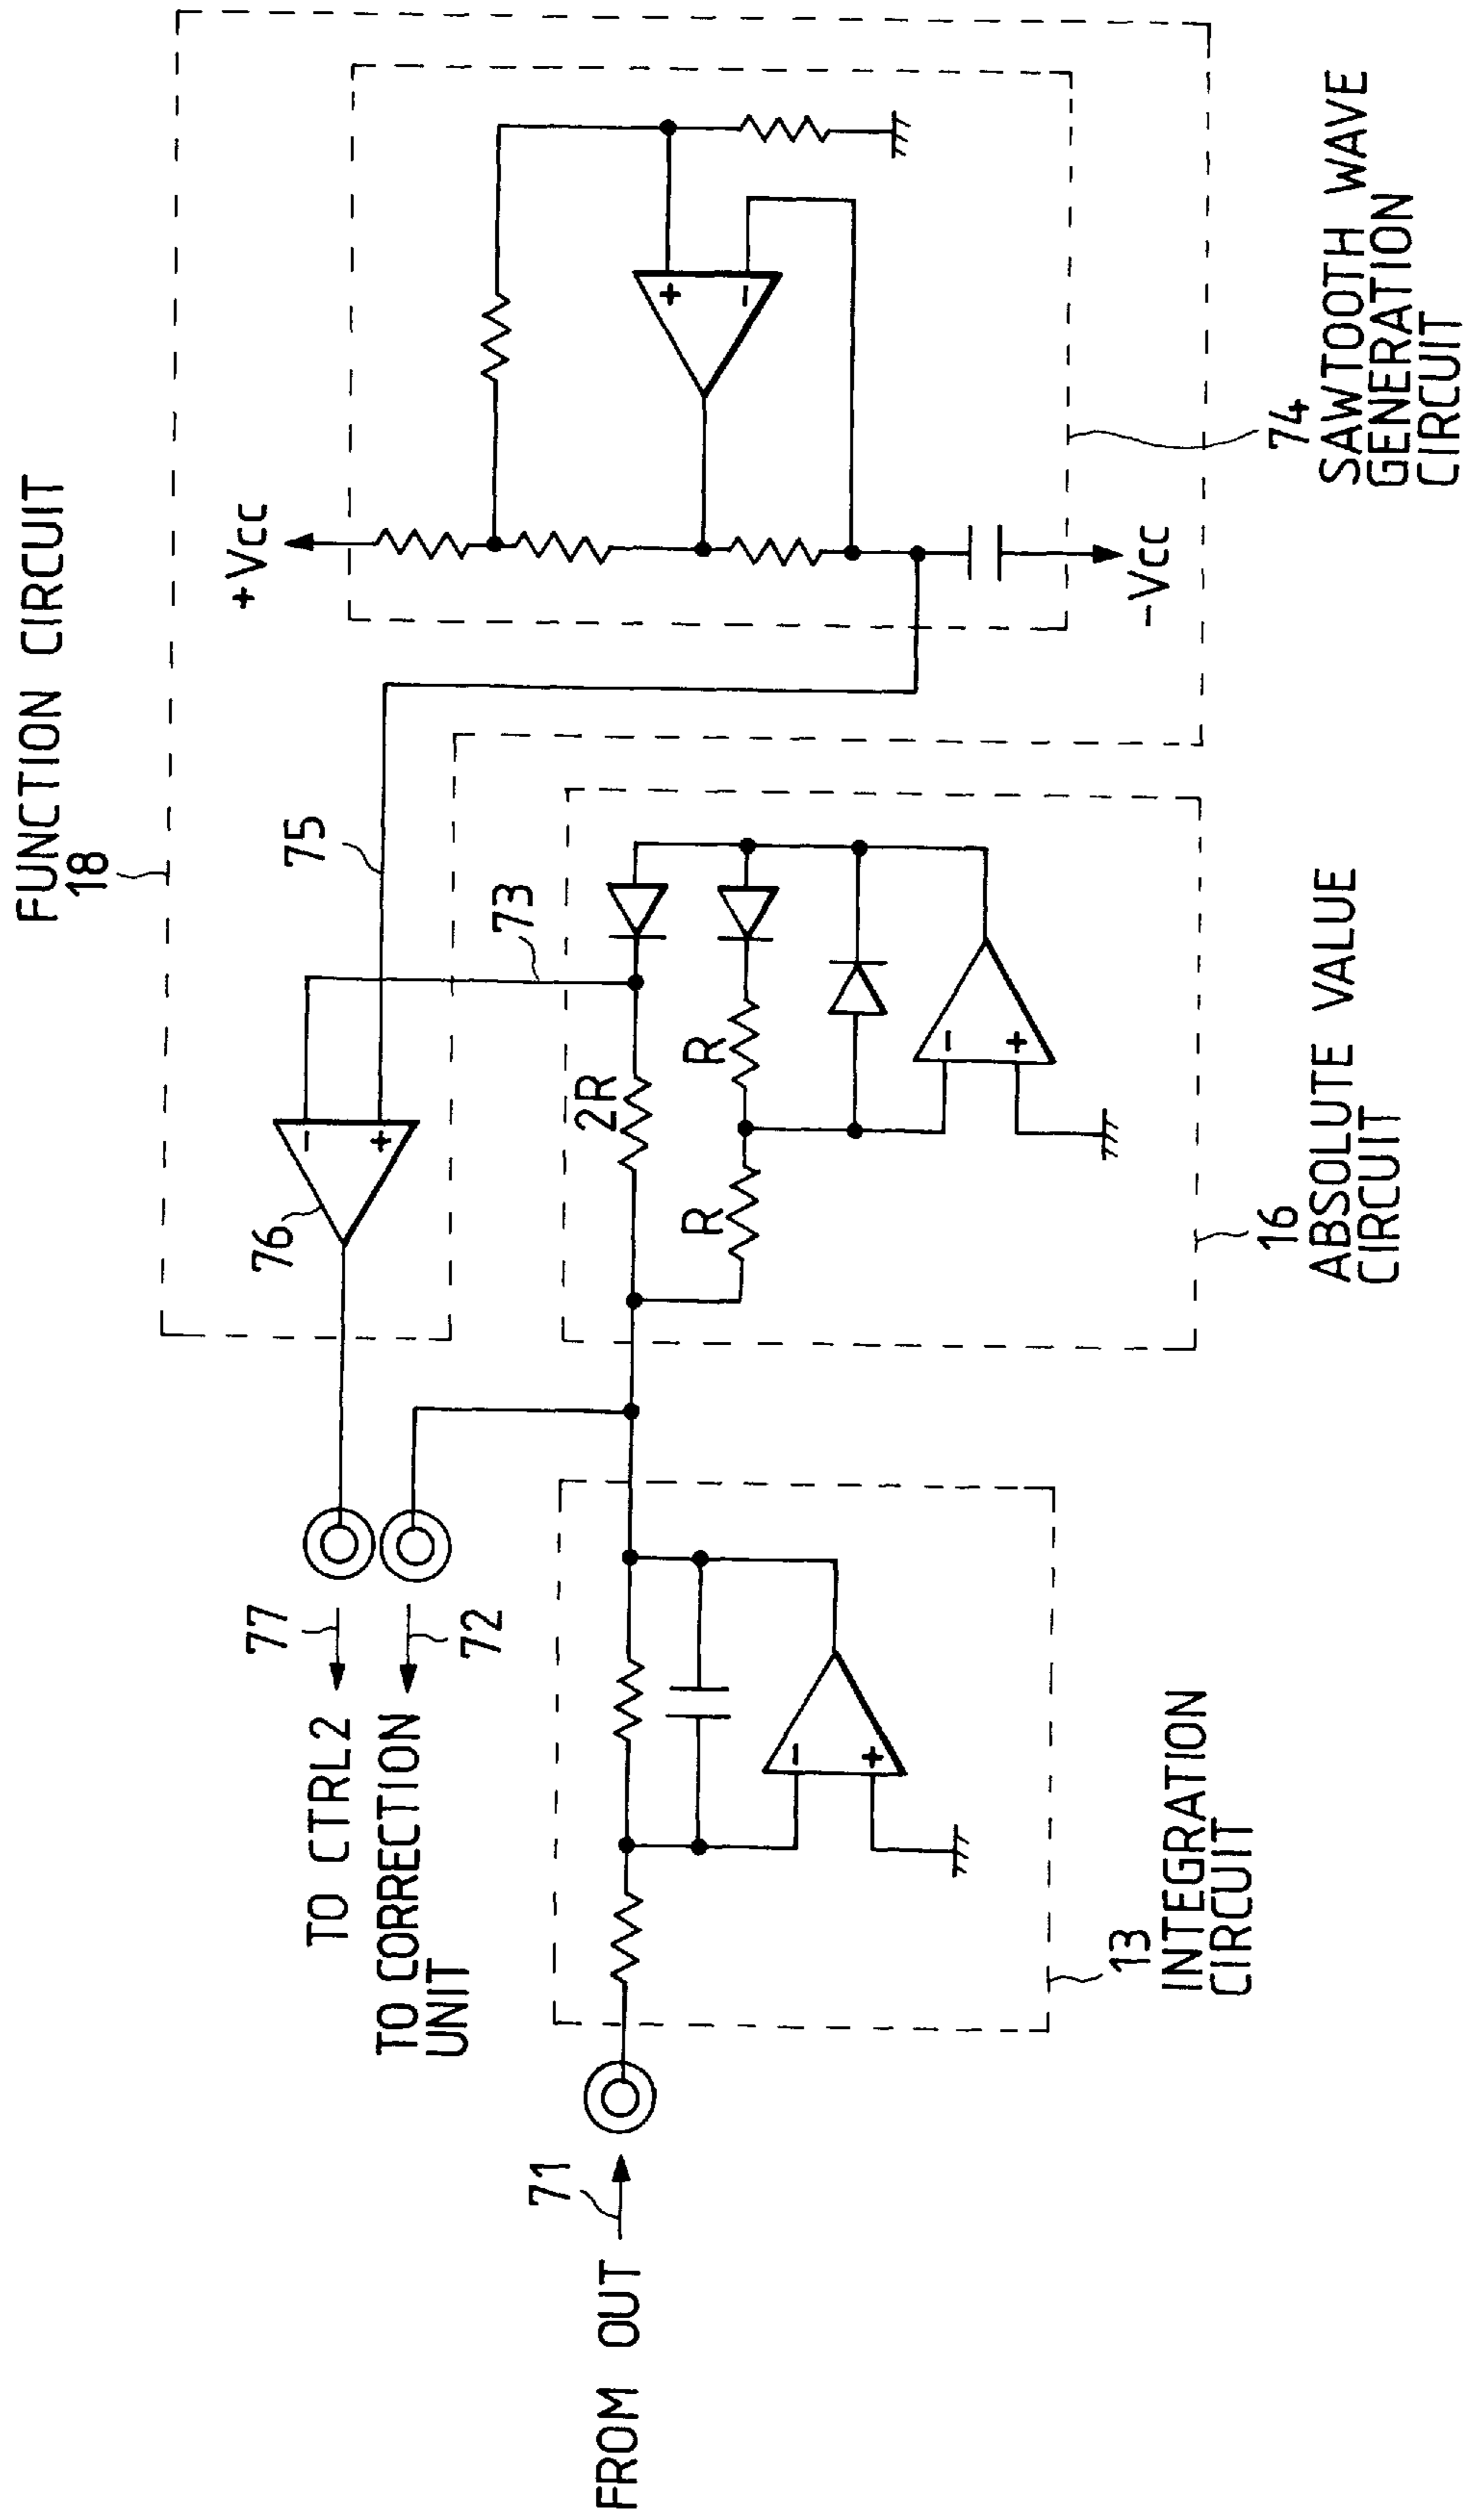 FUNCTION CIRCUIT
18
+Vcc
75
73
76
-
+
+
-
-Vcc
74
SAWTOOTH WAVE
GENERATION
CIRCUIT
2R
R
R
-
+
16
ABSOLUTE VALUE
CIRCUIT
77
TO CTRL2
72
TO CORRECTION
UNIT
-
+
13
INTEGRATION
CIRCUIT
71
FROM OUT